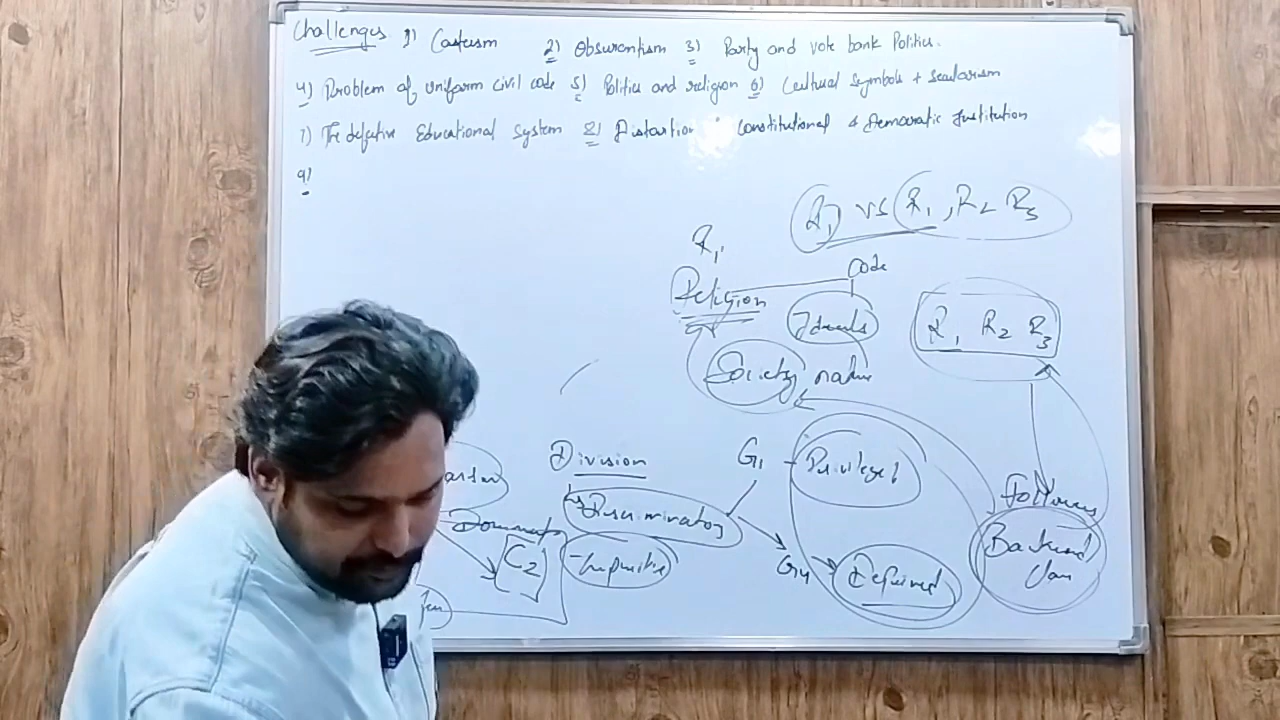 Challenges 1) Casteism 2) Obsurantism 3) Party and vote bank Politics.
4) Problem of Uniform civil code 5) Politics and religion 6) Cultural symbols + secularism
7) The defective Educational System 8) Distortion Constitutional & Democratic Institution
9)
R1 vs R1, R2 R3
R1,
Code
Religion
Ideals
R1 R2 R3
Society nature
Division
G1 - Privileged
Followers
Discriminatory
Backward
C2
Impositive
G4
Deprived
Clan